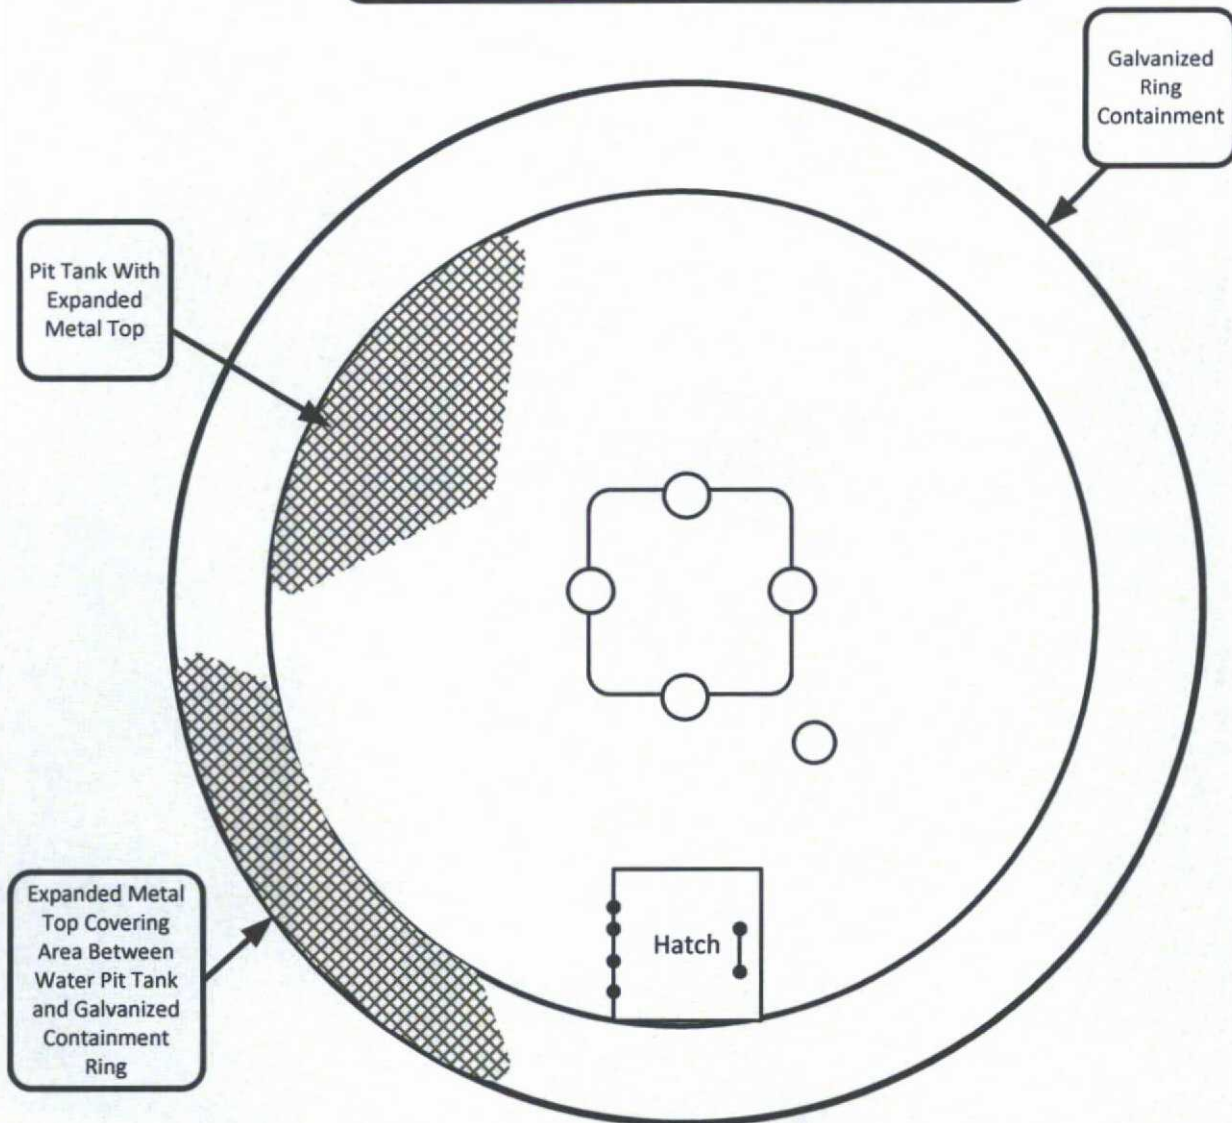 Galvanized
Ring
Containment
Pit Tank With
Expanded
Metal Top
Expanded Metal
Top Covering
Area Between
Water Pit Tank
and Galvanized
Containment
Ring
Hatch